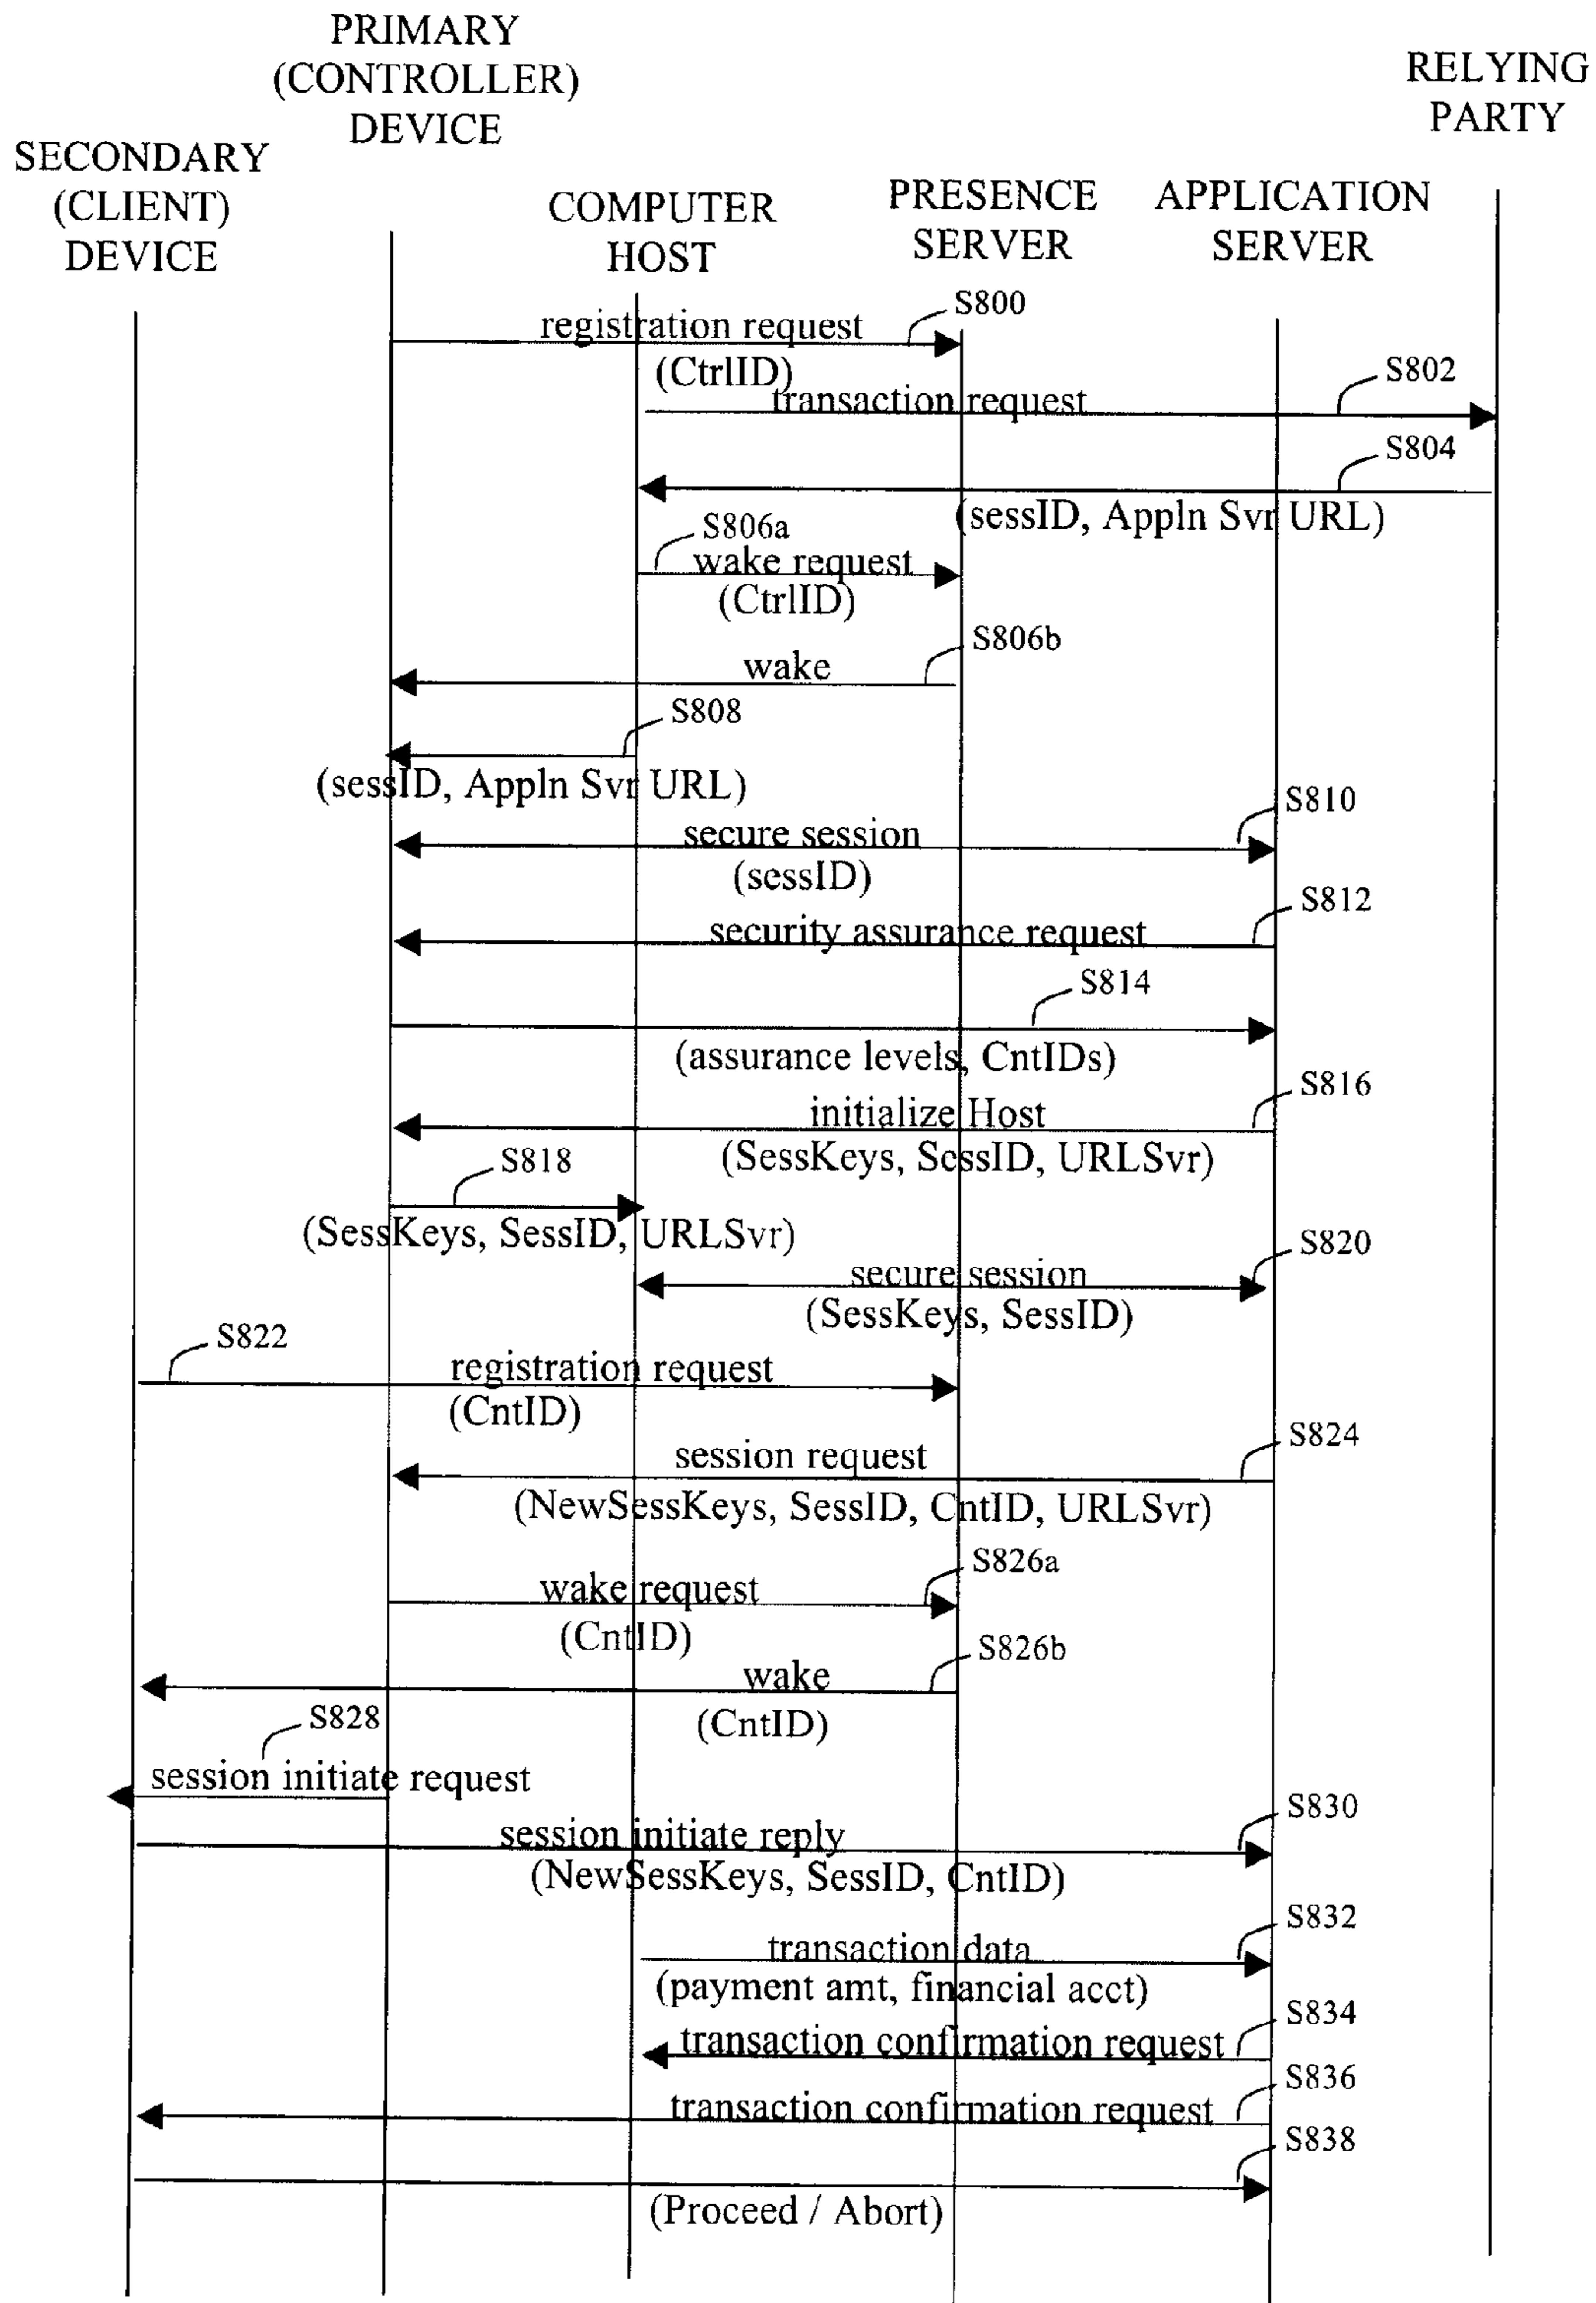 PRIMARY
(CONTROLLER)
DEVICE
RELYING
PARTY
SECONDARY
(CLIENT)
DEVICE
COMPUTER
HOST
PRESENCE
SERVER
APPLICATION
SERVER
S800
registration request
(CtrlID)
S802
transaction request
S804
(sessID, Appln Svr URL)
S806a
wake request
(CtrlID)
S806b
wake
S808
(sessID, Appln Svr URL)
S810
secure session
(sessID)
S812
security assurance request
S814
(assurance levels, CntIDs)
S816
initialize Host
(SessKeys, SessID, URLSvr)
S818
(SessKeys, SessID, URLSvr)
S820
secure session
(SessKeys, SessID)
S822
registration request
(CntID)
S824
session request
(NewSessKeys, SessID, CntID, URLSvr)
S826a
wake request
(CntID)
S826b
wake
(CntID)
S828
session initiate request
S830
session initiate reply
(NewSessKeys, SessID, CntID)
S832
transaction data
(payment amt, financial acct)
S834
transaction confirmation request
S836
transaction confirmation request
S838
(Proceed / Abort)